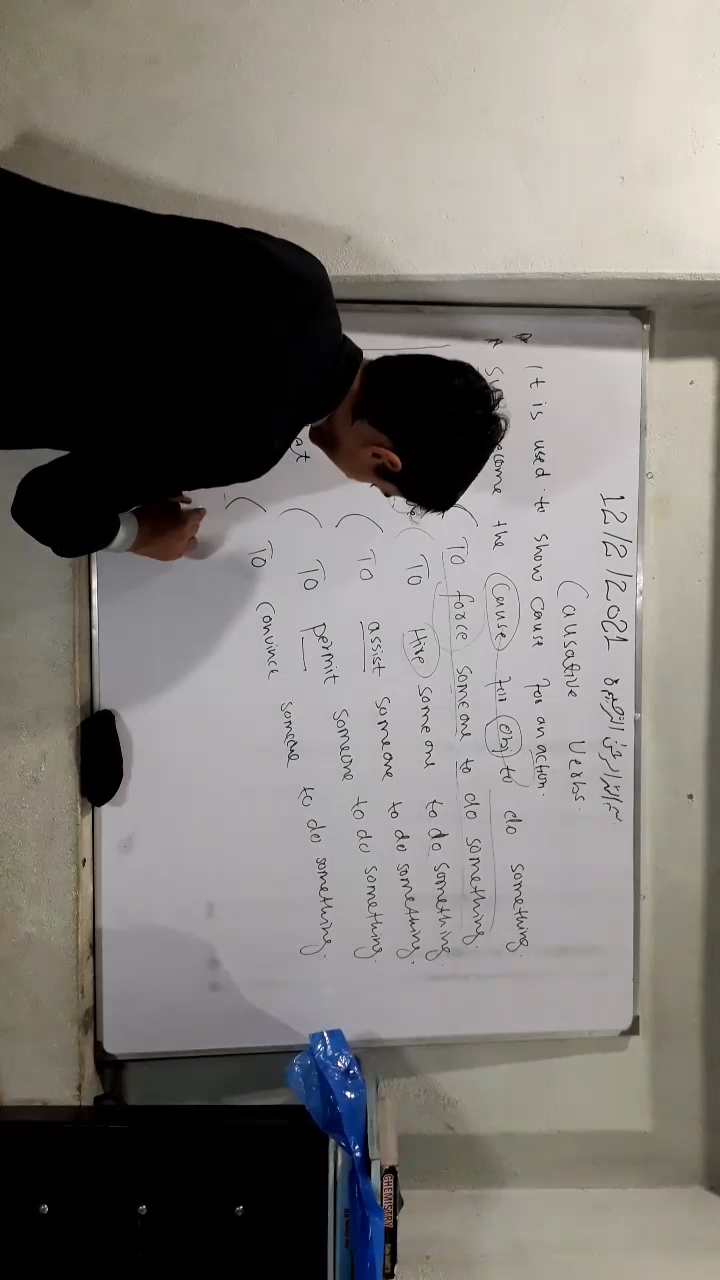 12/2/2021
Causative Verbs.
It is used to show cause for an action.
the Cause for obj to do something.
(To force someone to do something.
(To Hire someone to do something.
(To assist someone to do something.
(To permit someone to do something.
(To convince someone to do something.
CHEMISTRY